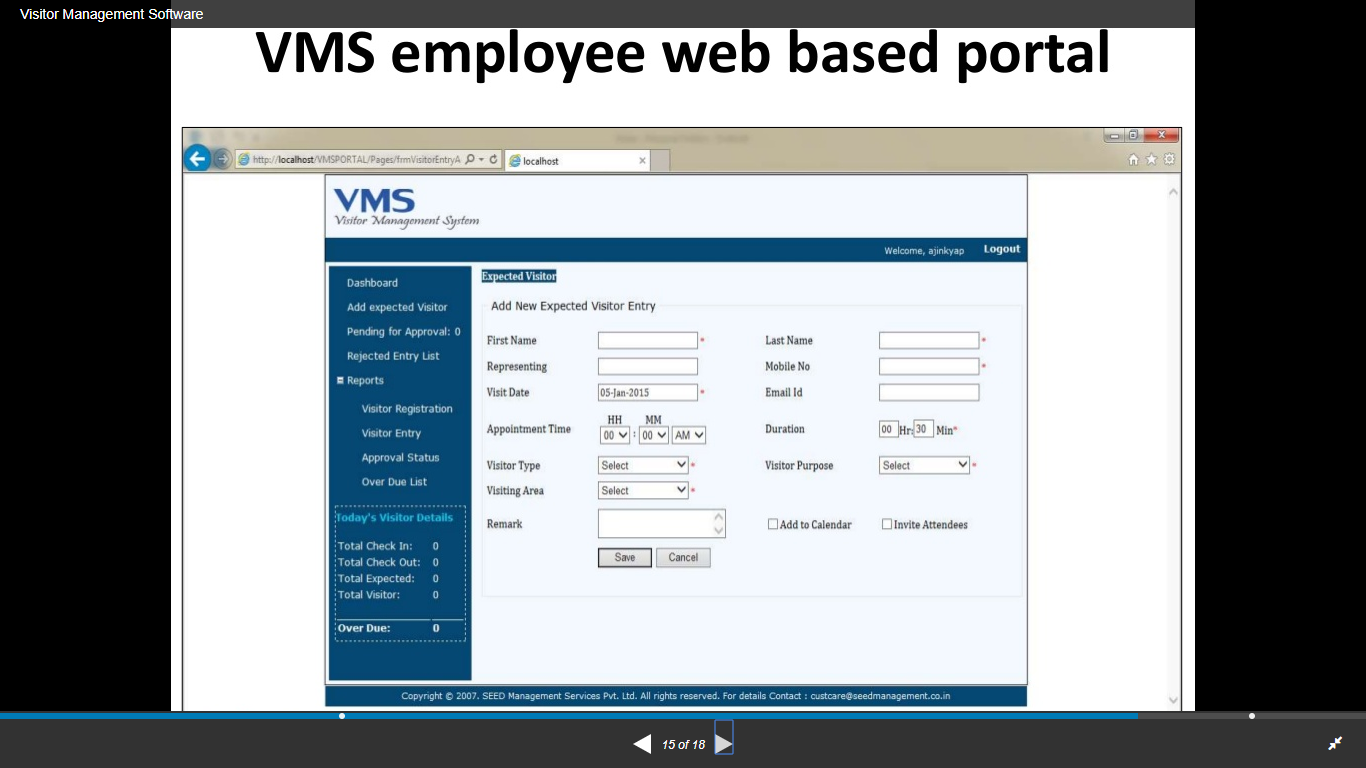 Visitor Management Software
VMS employee web based portal
http://localhost/VMSPORTAL/Pages/frmVisitorEntryA
localhost
VMS
Visitor Management System
Welcome, ajinkyap
Logout
Dashboard
Add expected Visitor
Pending for Approval: 0
Rejected Entry List
Reports
Visitor Registration
Visitor Entry
Approval Status
Over Due List
Today's Visitor Details
Total Check In: 0
Total Check Out: 0
Total Expected: 0
Total Visitor: 0
Over Due: 0
Expected Visitor
Add New Expected Visitor Entry
First Name *
Last Name *
Representing
Mobile No *
Visit Date 05-Jan-2015 *
Email Id
HH MM
Appointment Time 00 : 00 AM
Duration 00 Hr: 30 Min*
Visitor Type Select *
Visitor Purpose Select *
Visiting Area Select *
Remark
Add to Calendar
Invite Attendees
Save Cancel
Copyright © 2007. SEED Management Services Pvt. Ltd. All rights reserved. For details Contact : custcare@seedmanagement.co.in
15 of 18